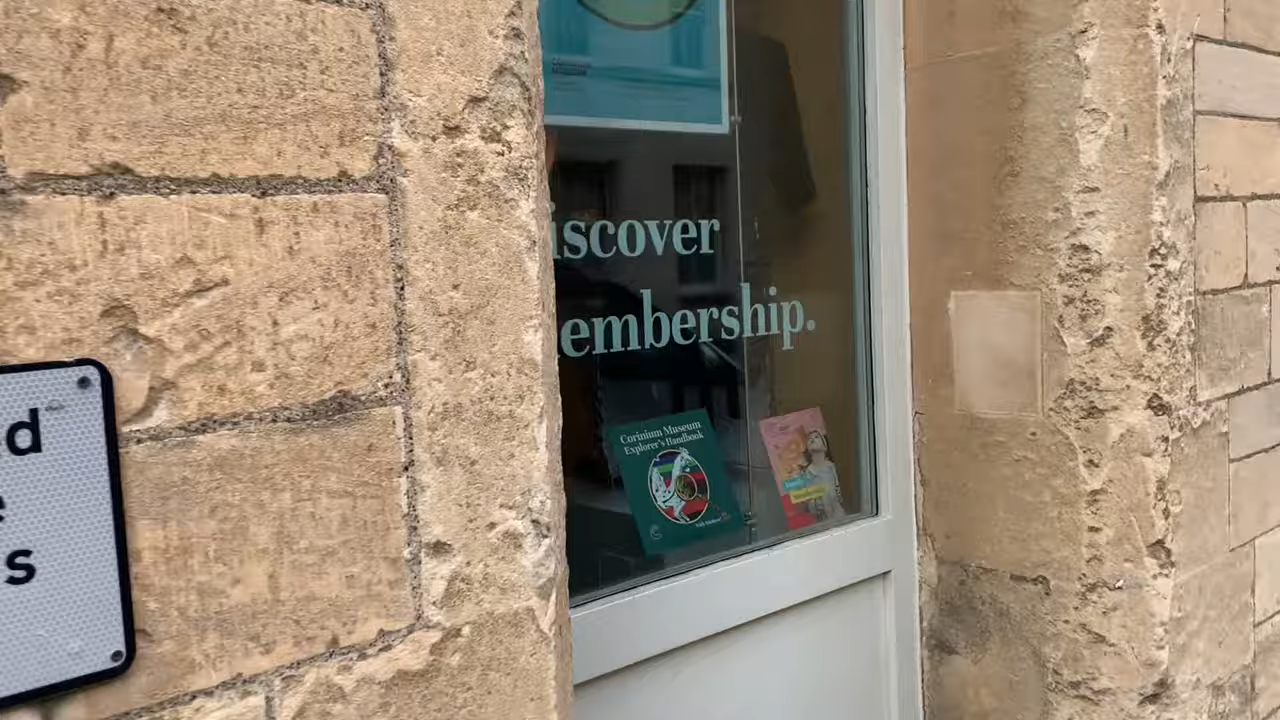 d
e
s
iscover
embership.
Corinium Museum
Explorer's Handbook